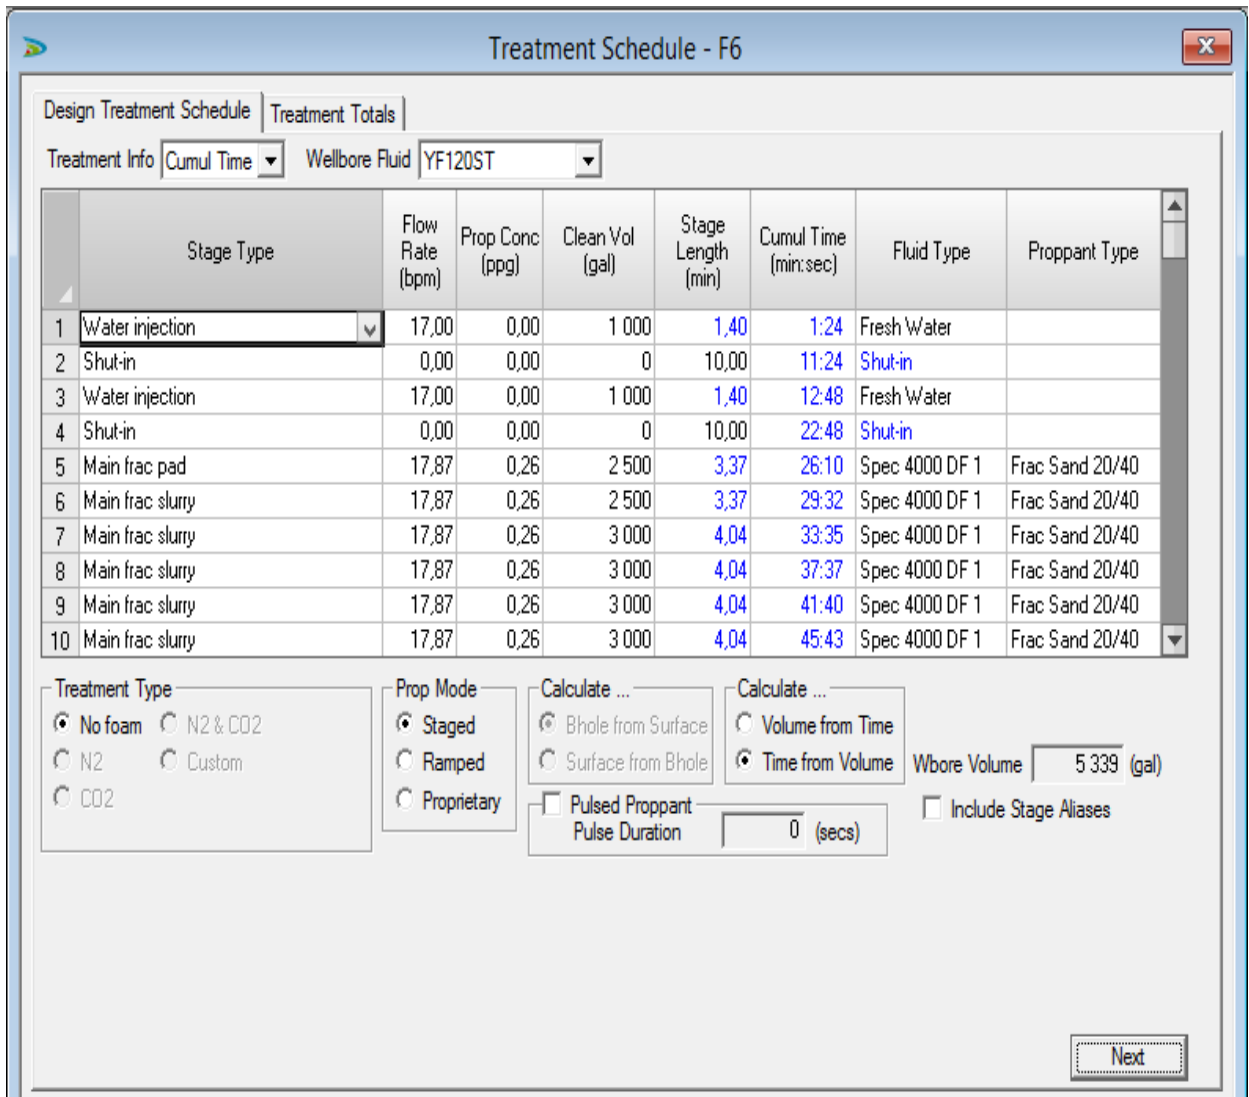 Treatment Schedule - F6
x
Design Treatment Schedule Treatment Totals
Treatment Info Cumul Time Wellbore Fluid YF120ST
Stage Type Flow Rate (bpm) Prop Conc (ppg) Clean Vol (gal) Stage Length (min) Cumul Time (min:sec) Fluid Type Proppant Type
1 Water injection 17,00 0,00 1 000 1,40 1:24 Fresh Water
2 Shut-in 0,00 0,00 0 10,00 11:24 Shut-in
3 Water injection 17,00 0,00 1 000 1,40 12:48 Fresh Water
4 Shut-in 0,00 0,00 0 10,00 22:48 Shut-in
5 Main frac pad 17,87 0,26 2 500 3,37 26:10 Spec 4000 DF 1 Frac Sand 20/40
6 Main frac slurry 17,87 0,26 2 500 3,37 29:32 Spec 4000 DF 1 Frac Sand 20/40
7 Main frac slurry 17,87 0,26 3 000 4,04 33:35 Spec 4000 DF 1 Frac Sand 20/40
8 Main frac slurry 17,87 0,26 3 000 4,04 37:37 Spec 4000 DF 1 Frac Sand 20/40
9 Main frac slurry 17,87 0,26 3 000 4,04 41:40 Spec 4000 DF 1 Frac Sand 20/40
10 Main frac slurry 17,87 0,26 3 000 4,04 45:43 Spec 4000 DF 1 Frac Sand 20/40
Treatment Type Prop Mode Calculate ... Calculate ...
No foam N2 & CO2 Staged Bhole from Surface Volume from Time
N2 Custom Ramped Surface from Bhole Time from Volume Wbore Volume 5 339 (gal)
CO2 Proprietary Pulsed Proppant Include Stage Aliases
Pulse Duration 0 (secs)
Next